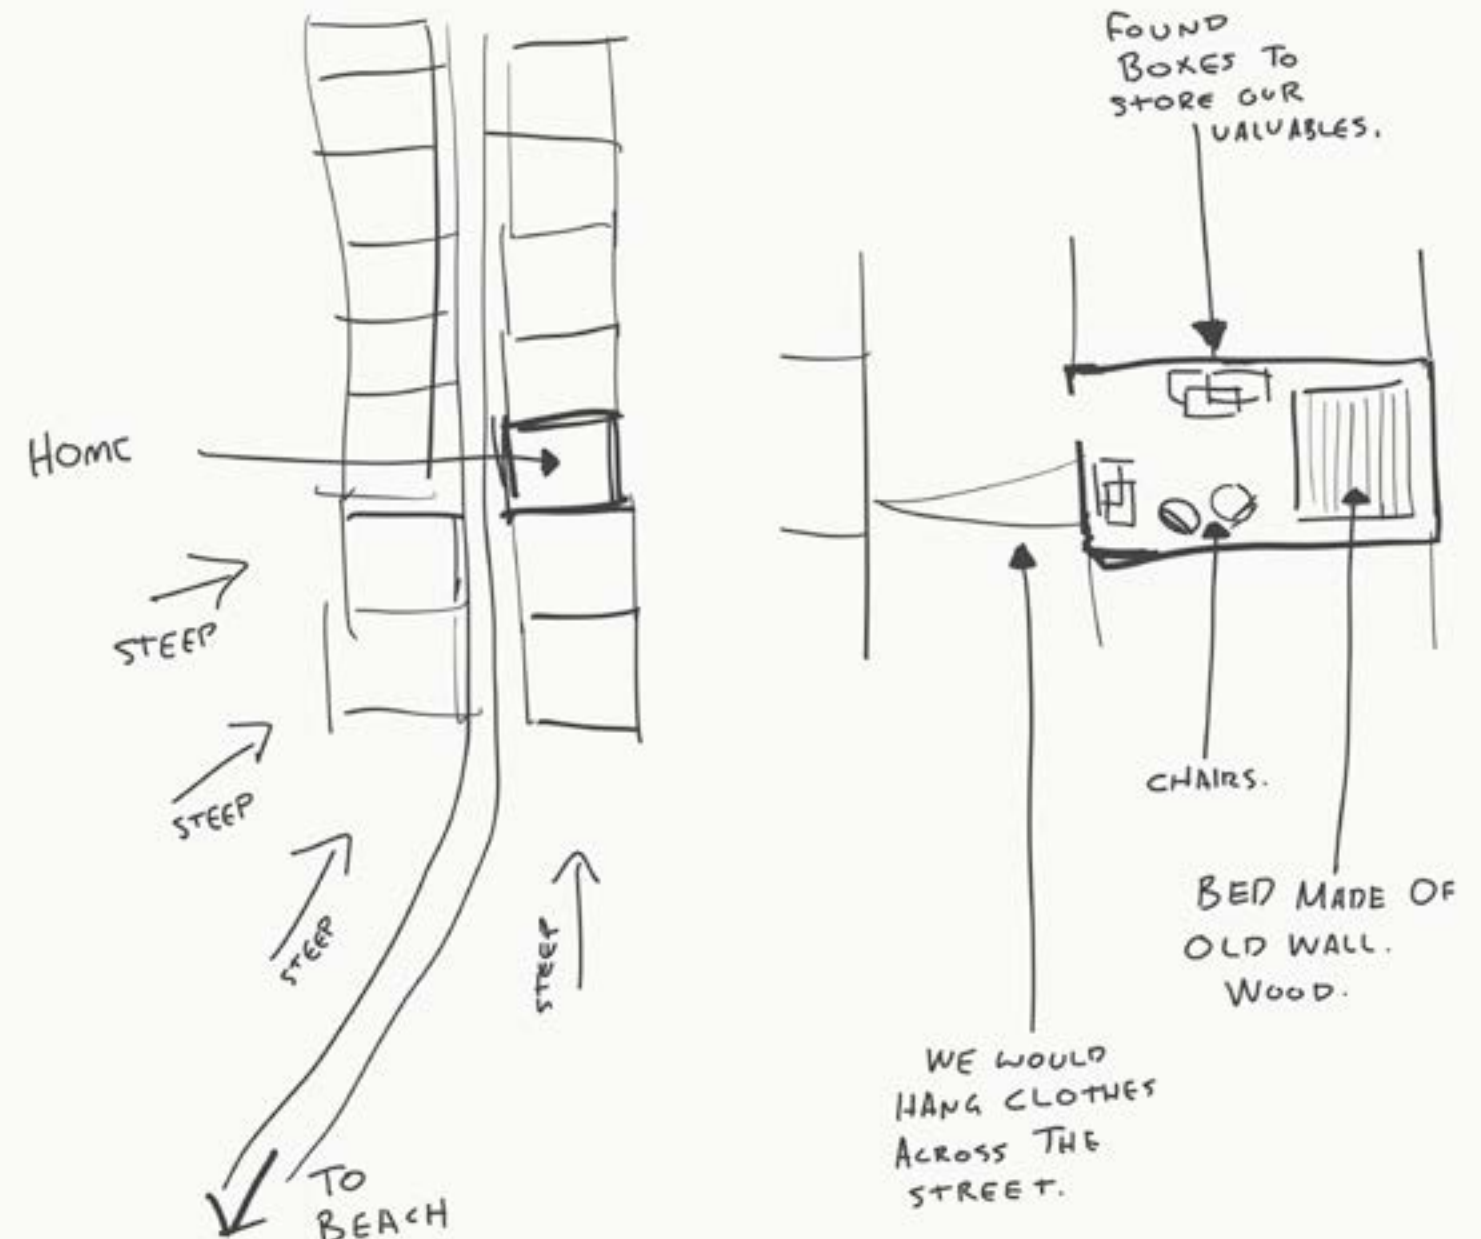 HOME
STEEP
STEEP
STEEP
STEEP
TO
BEACH
FOUND
BOXES TO
STORE OUR
VALUABLES.
CHAIRS.
BED MADE OF
OLD WALL.
WOOD.
WE WOULD
HANG CLOTHES
ACROSS THE
STREET.